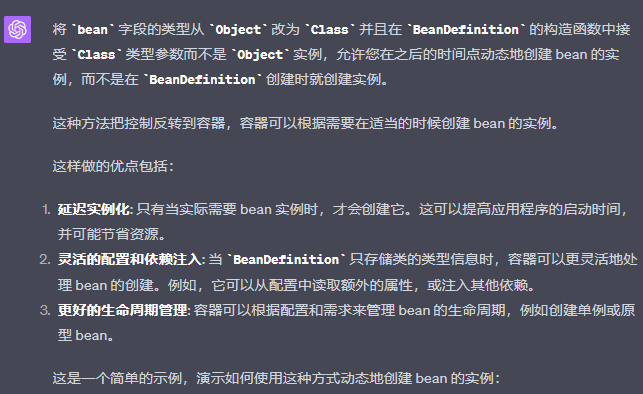 将 `bean` 字段的类型从 `Object` 改为 `Class` 并且在 `BeanDefinition` 的构造函数中接
受 `Class` 类型参数而不是 `Object` 实例，允许您在之后的时间点动态地创建 bean 的实
例，而不是在 `BeanDefinition` 创建时就创建实例。
这种方法把控制反转到容器，容器可以根据需要在适当的时候创建 bean 的实例。
这样做的优点包括：
1. 延迟实例化: 只有当实际需要 bean 实例时，才会创建它。这可以提高应用程序的启动时间，
并可能节省资源。
2. 灵活的配置和依赖注入: 当 `BeanDefinition` 只存储类的类型信息时，容器可以更灵活地处
理 bean 的创建。例如，它可以从配置中读取额外的属性，或注入其他依赖。
3. 更好的生命周期管理: 容器可以根据配置和需求来管理 bean 的生命周期，例如创建单例或原
型 bean。
这是一个简单的示例，演示如何使用这种方式动态地创建 bean 的实例：